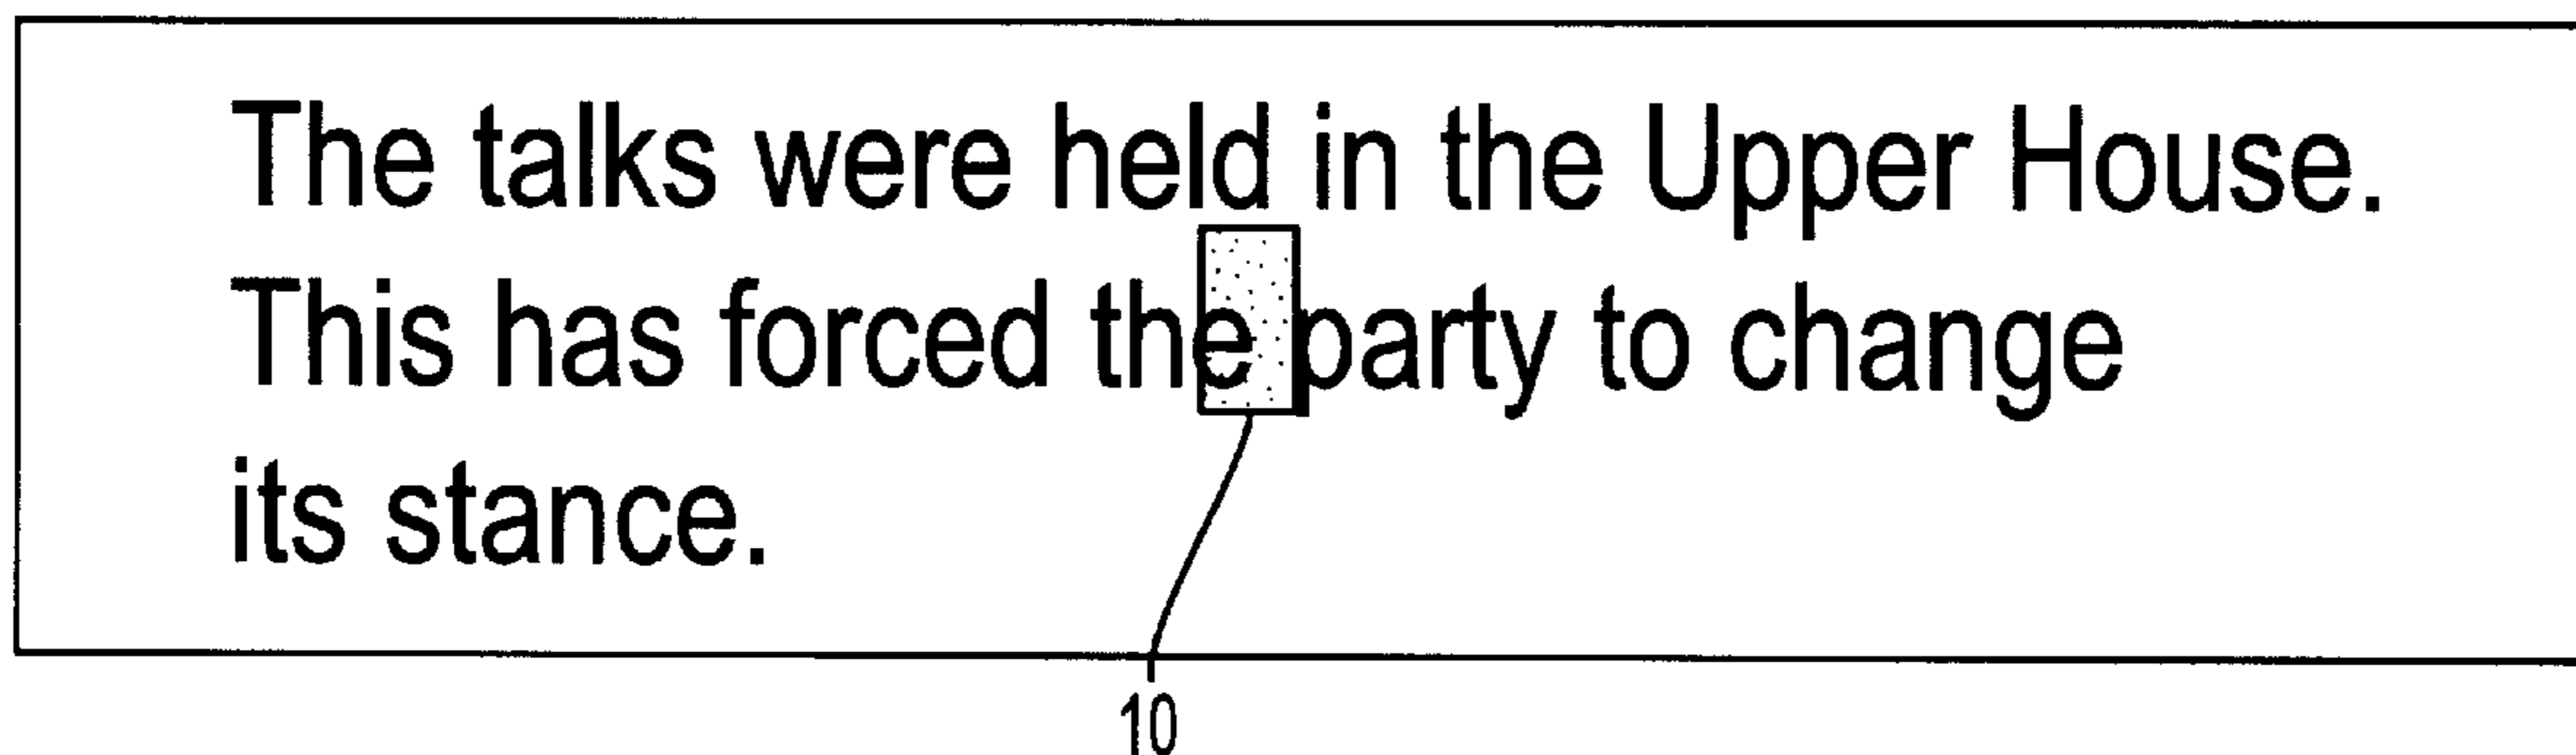 The talks were held in the Upper House.
This has forced the party to change
its stance.
10